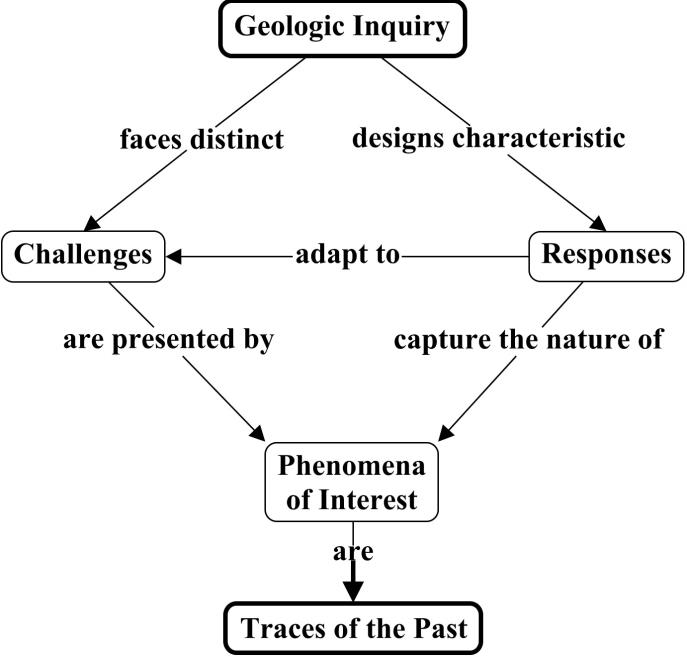 Geologic Inquiry
faces distinct
designs characteristic
Challenges
adapt to
Responses
are presented by
capture the nature of
Phenomena
of Interest
are
Traces of the Past